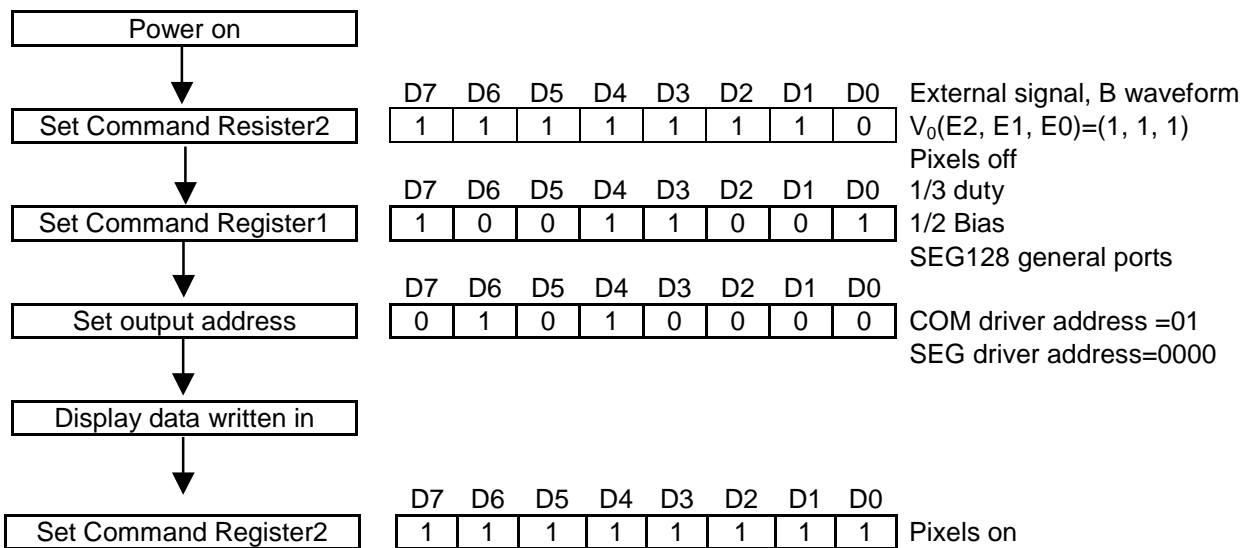 Power on
D7 D6 D5 D4 D3 D2 D1 D0 External signal, B waveform
Set Command Resister2 1 1 1 1 1 1 1 0 V₀(E2, E1, E0)=(1, 1, 1)
Pixels off
D7 D6 D5 D4 D3 D2 D1 D0 1/3 duty
Set Command Register1 1 0 0 1 1 0 0 1 1/2 Bias
SEG128 general ports
D7 D6 D5 D4 D3 D2 D1 D0
Set output address 0 1 0 1 0 0 0 0 COM driver address =01
SEG driver address=0000
Display data written in
D7 D6 D5 D4 D3 D2 D1 D0
Set Command Register2 1 1 1 1 1 1 1 1 Pixels on